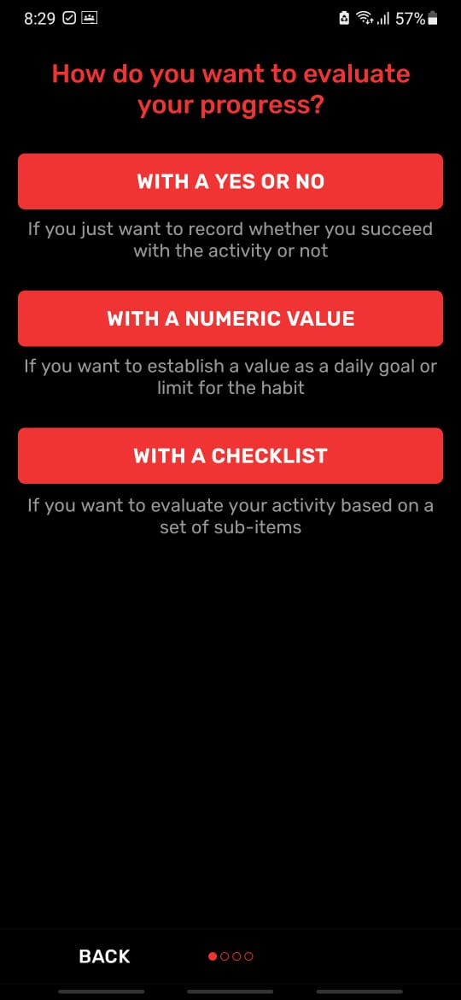 8:29
57%
How do you want to evaluate
your progress?
WITH A YES OR NO
If you just want to record whether you succeed
with the activity or not
WITH A NUMERIC VALUE
If you want to establish a value as a daily goal or
limit for the habit
WITH A CHECKLIST
If you want to evaluate your activity based on a
set of sub-items
BACK